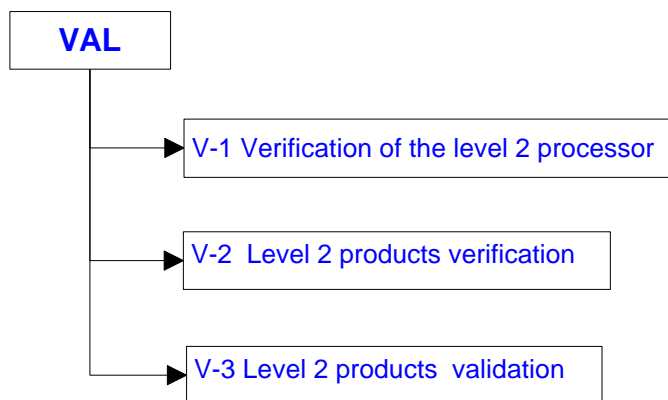 VAL
V-1 Verification of the level 2 processor
V-2  Level 2 products verification
V-3 Level 2 products  validation